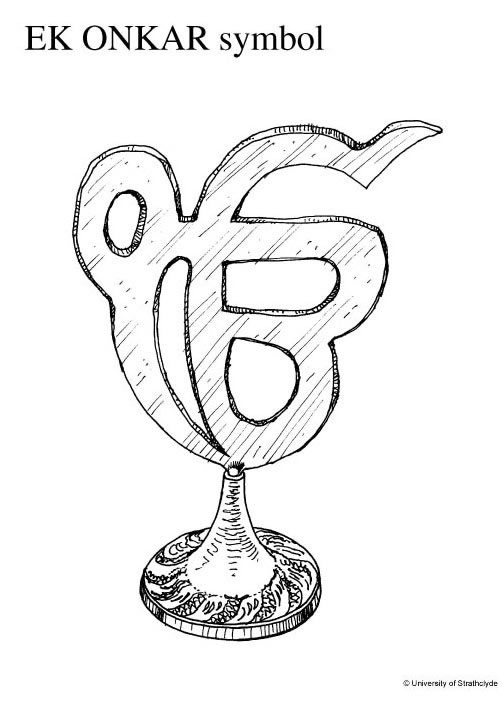 EK ONKAR symbol
ੴ
© University of Strathclyde